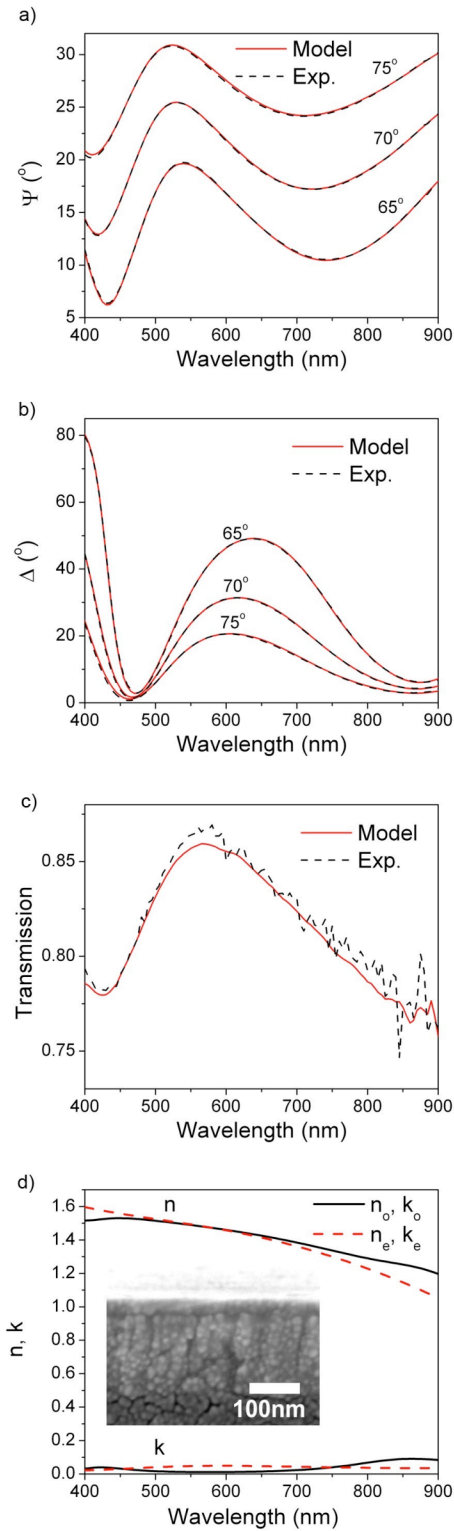 a)
30
25
20
15
10
5
Ψ (°)
Model
Exp.
75°
70°
65°
400 500 600 700 800 900
Wavelength (nm)
b)
80
60
40
20
0
Δ (°)
Model
Exp.
65°
70°
75°
400 500 600 700 800 900
Wavelength (nm)
c)
0.85
0.80
0.75
Transmission
Model
Exp.
400 500 600 700 800 900
Wavelength (nm)
d)
1.6
1.4
1.2
1.0
0.8
0.6
0.4
0.2
0.0
n, k
n
nₒ, kₒ
nₑ, kₑ
100nm
k
400 500 600 700 800 900
Wavelength (nm)